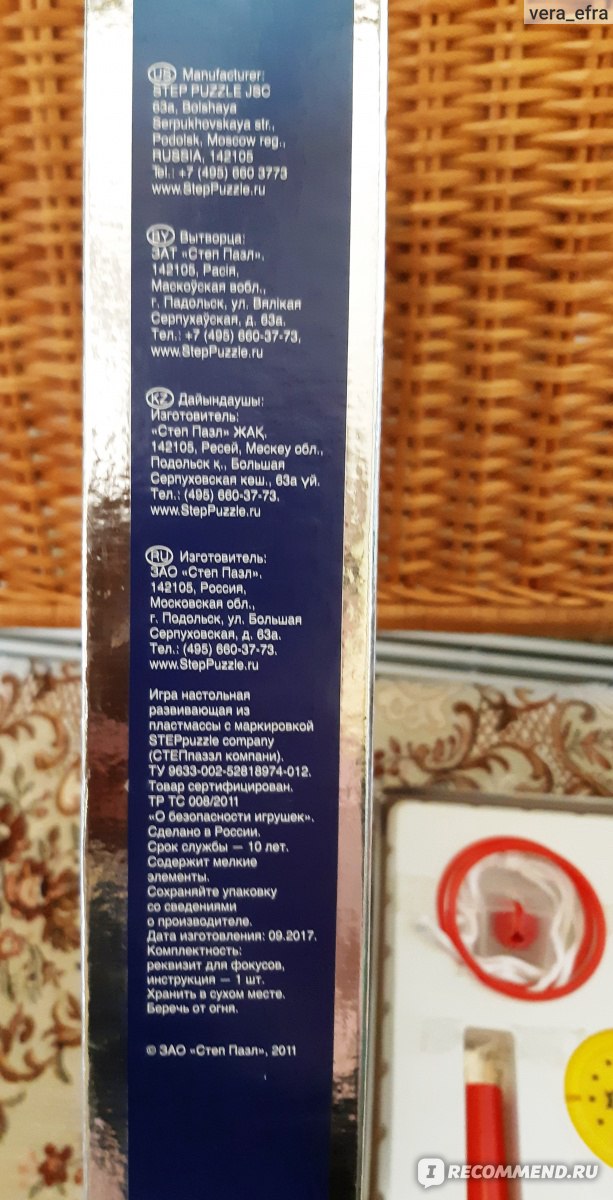 vera_efra
US Manufacturer:
STEP PUZZLE JSC
63a, Bolshaya
Serpukhovskaya str.,
Podolsk, Moscow reg.,
RUSSIA, 142105
Tel.: +7 (495) 660 3773
www.StepPuzzle.ru
BY Вытворца:
ЗАТ «Степ Пазл»,
142105, Расія,
Маскоўская вобл.,
г. Падольск, ул. Вялікая
Серпухаўская, д. 63а.
Тел.: +7 (495) 660-37-73,
www.StepPuzzle.ru
KZ Дайындаушы:
Изготовитель:
«Степ Пазл» ЖАҚ,
142105, Ресей, Мәскеу обл.,
Подольск қ., Большая
Серпуховская көш., 63а үй.
Тел.: (495) 660-37-73,
www.StepPuzzle.ru
RU Изготовитель:
ЗАО «Степ Пазл»,
142105, Россия,
Московская обл.,
г. Подольск, ул. Большая
Серпуховская, д. 63а.
Тел.: (495) 660-37-73.
www.StepPuzzle.ru
Игра настольная
развивающая из
пластмассы с маркировкой
STEPpuzzle company
(СТЕПпаззл компани).
ТУ 9633-002-52818974-012.
Товар сертифицирован.
ТР ТС 008/2011
«О безопасности игрушек».
Сделано в России.
Срок службы — 10 лет.
Содержит мелкие
элементы.
Сохраняйте упаковку
со сведениями
о производителе.
Дата изготовления: 09.2017.
Комплектность:
реквизит для фокусов,
инструкция — 1 шт.
Хранить в сухом месте.
Беречь от огня.
© ЗАО «Степ Пазл», 2011
I RECOMMEND.RU